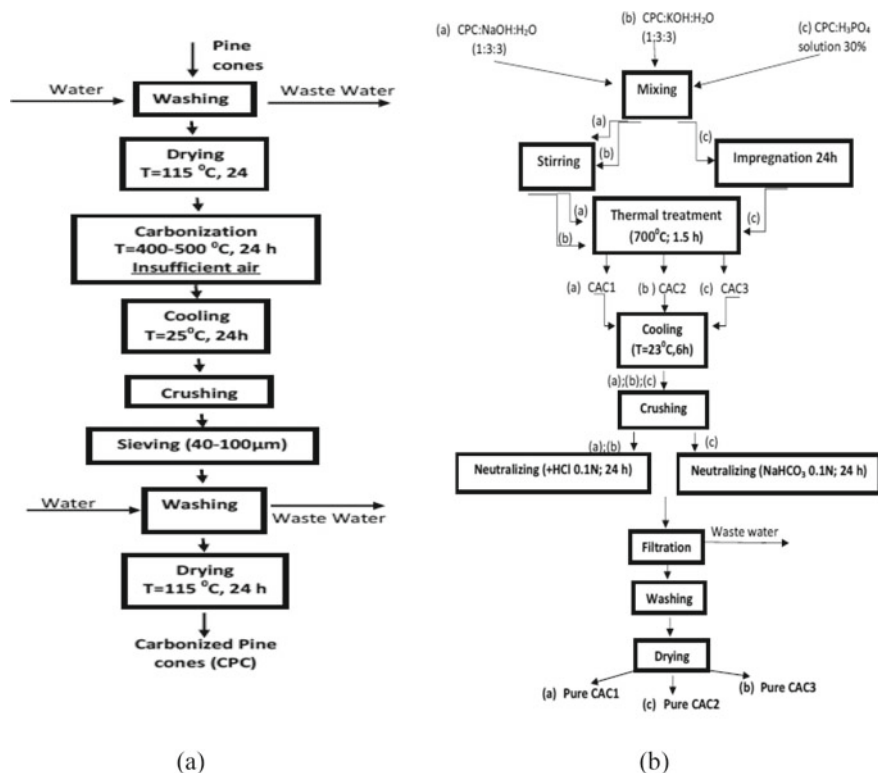 Pine
cones
Water
Washing
Waste Water
Drying
T=115 °C, 24
Carbonization
T=400-500 °C, 24 h
Insufficient air
Cooling
T=25°C, 24h
Crushing
Sieving (40-100µm)
Water
Washing
Waste Water
Drying
T=115 °C, 24 h
Carbonized Pine
cones (CPC)
(a)
(a) CPC:NaOH:H₂O
(1:3:3)
(b)
CPC:KOH:H₂O
(1:3:3)
(c) CPC:H₃PO₄
solution 30%
Mixing
(a)
(b)
(c)
Stirring
Impregnation 24h
(a)
(b)
(c)
Thermal treatment
(700⁰C; 1.5 h)
(a) CAC1
(b ) CAC2
(c) CAC3
Cooling
(T=23⁰C,6h)
(a);(b);(c)
Crushing
(a);(b)
(c)
Neutralizing (+HCl 0.1N; 24 h)
Neutralizing (NaHCO₃ 0.1N; 24 h)
Filtration
Waste water
Washing
Drying
(a) Pure CAC1
(c) Pure CAC2
(b) Pure CAC3
(b)